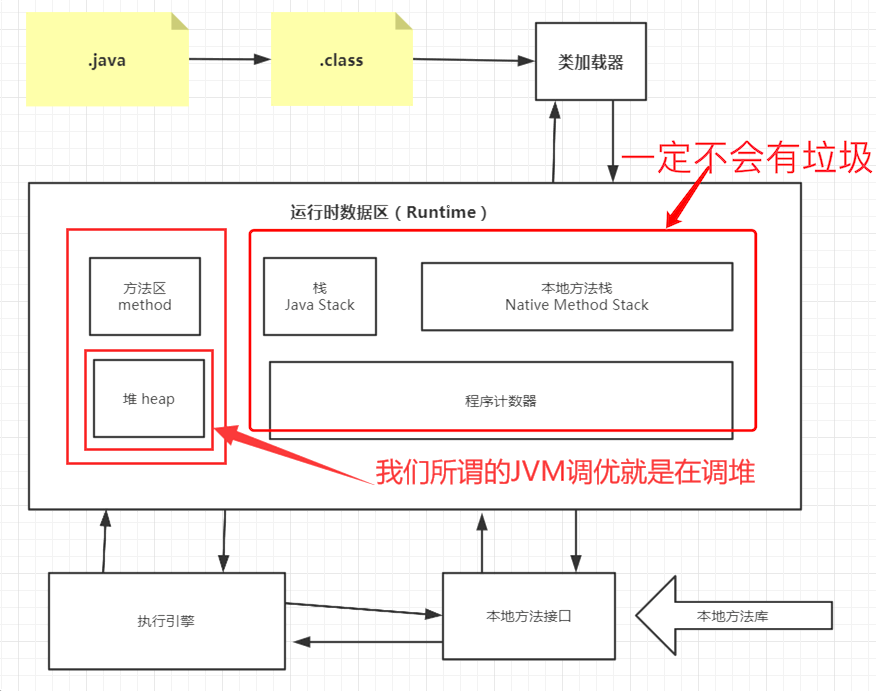 .java
.class
类加载器
一定不会有垃圾
运行时数据区（Runtime）
方法区
method
栈
Java Stack
本地方法栈
Native Method Stack
堆 heap
程序计数器
我们所谓的JVM调优就是在调堆
执行引擎
本地方法接口
本地方法库